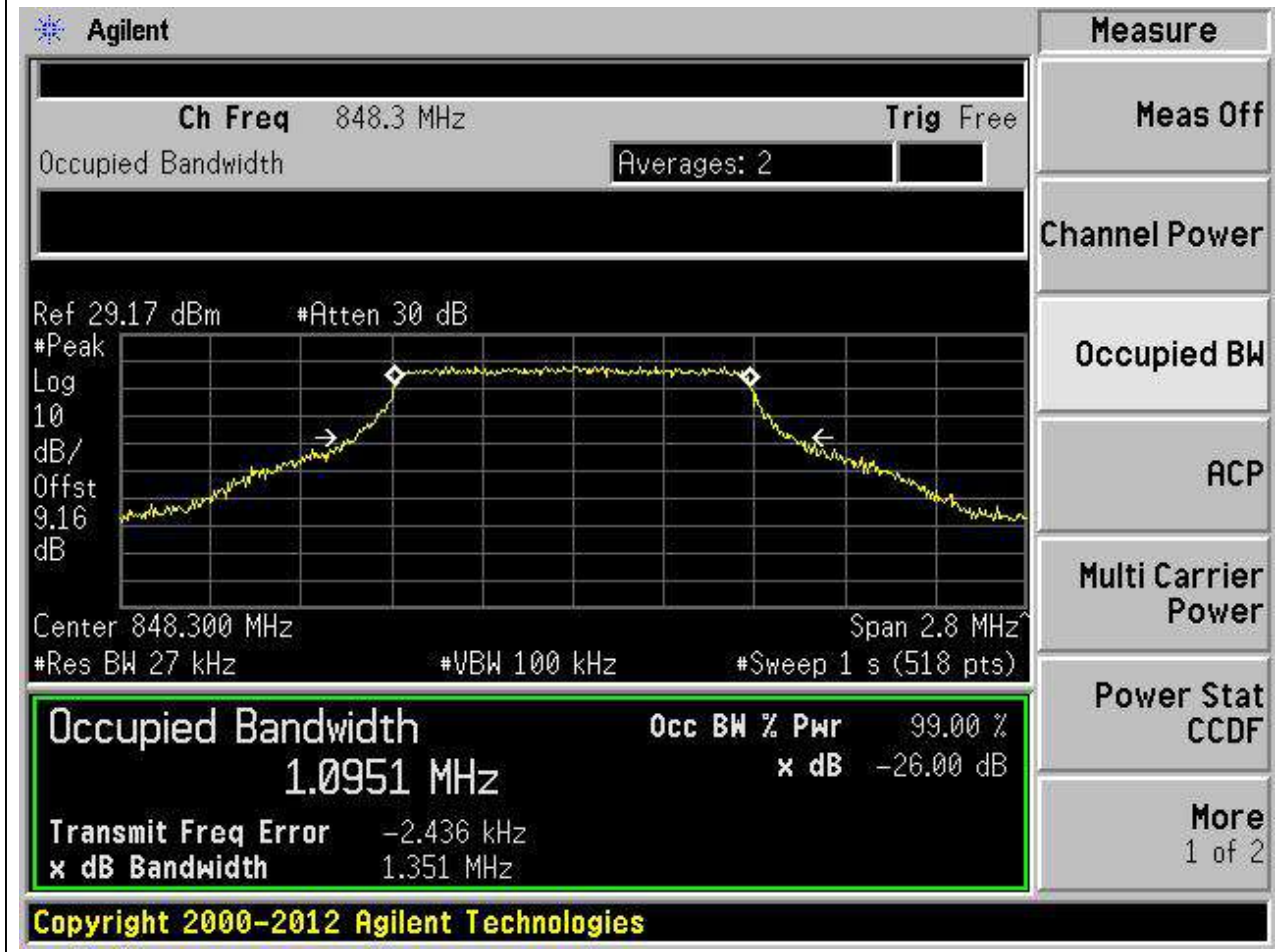 Agilent
Measure
Ch Freq 848.3 MHz Trig Free
Occupied Bandwidth Averages: 2
Ref 29.17 dBm #Atten 30 dB
#Peak
Log
10
dB/
Offst
9.16
dB
Center 848.300 MHz Span 2.8 MHz^
#Res BW 27 kHz #VBW 100 kHz #Sweep 1 s (518 pts)
Occupied Bandwidth Occ BW % Pwr 99.00 %
1.0951 MHz x dB -26.00 dB
Transmit Freq Error -2.436 kHz
x dB Bandwidth 1.351 MHz
Copyright 2000-2012 Agilent Technologies
Meas Off
Channel Power
Occupied BW
ACP
Multi Carrier
Power
Power Stat
CCDF
More
1 of 2